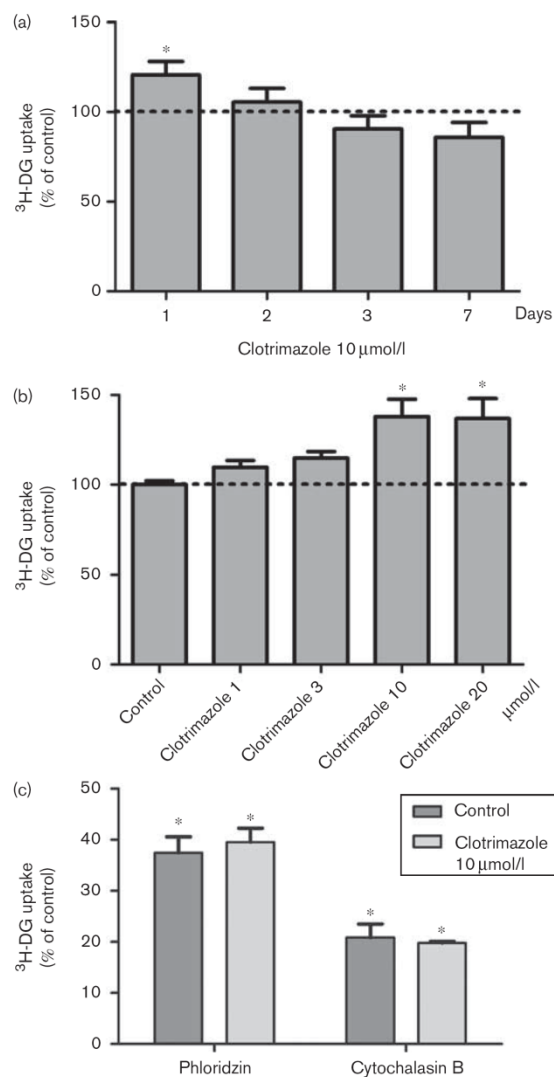 (a)
150
*
100
50
0
³H-DG uptake
(% of control)
1 2 3 7 Days
Clotrimazole 10 μmol/l
(b)
150
* *
100
50
0
³H-DG uptake
(% of control)
Control
Clotrimazole 1
Clotrimazole 3
Clotrimazole 10
Clotrimazole 20
μmol/l
(c)
50
40
30
20
10
0
³H-DG uptake
(% of control)
* *
* *
Control
Clotrimazole
10 μmol/l
Phloridzin Cytochalasin B